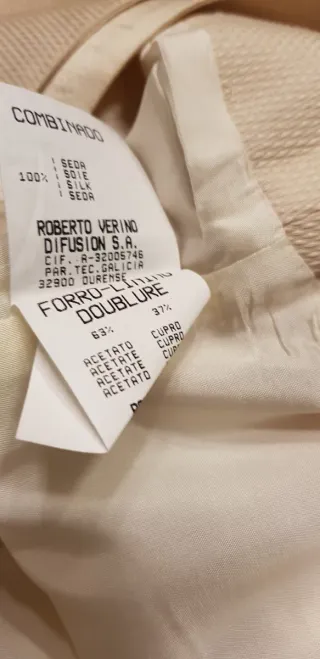 COMBINADO
SEDA
100% SOIE
SILK
SEDA
ROBERTO VERINO
DIFUSION S.A.
CIF. A-32005746
PAR.TEC.GALICIA
32900 OURENSE
FORRO-LINING
DOUBLURE
63% 37%
ACETATO CUPRO
ACETATE CUPRO
ACETATE CUPRO
ACETATO